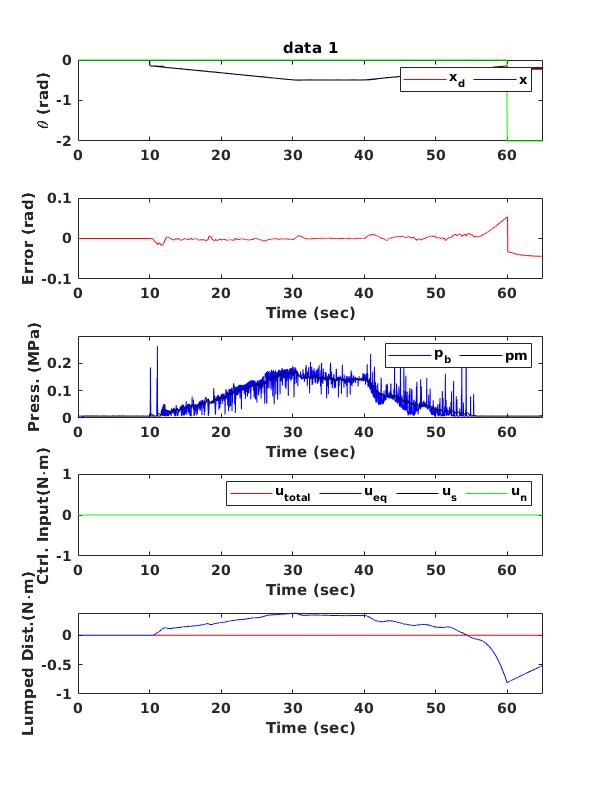 data 1
θ (rad)
0
-1
-2
x_d x
0 10 20 30 40 50 60
Error (rad)
0.1
0
-0.1
0 10 20 30 40 50 60
Time (sec)
Press. (MPa)
0.2
0.1
0
p_b pm
0 10 20 30 40 50 60
Time (sec)
Ctrl. Input(N·m)
1
0
-1
u_total u_eq u_s u_n
0 10 20 30 40 50 60
Time (sec)
Lumped Dist.(N·m)
0
-0.5
-1
0 10 20 30 40 50 60
Time (sec)